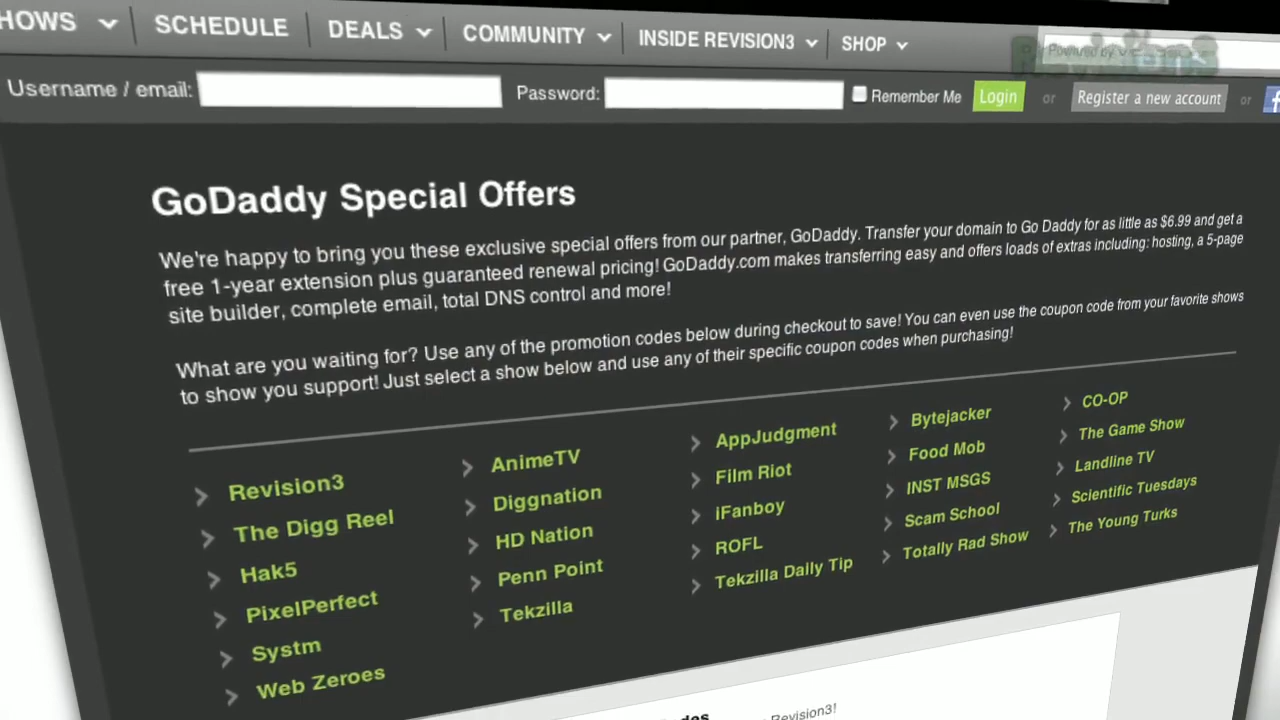 HOWS SCHEDULE DEALS COMMUNITY INSIDE REVISION3 SHOP
Powered by
Revision3
Username / email: Password: Remember Me Login or Register a new account or f
GoDaddy Special Offers
We're happy to bring you these exclusive special offers from our partner, GoDaddy. Transfer your domain to Go Daddy for as little as $6.99 and get a
free 1-year extension plus guaranteed renewal pricing! GoDaddy.com makes transferring easy and offers loads of extras including: hosting, a 5-page
site builder, complete email, total DNS control and more!
What are you waiting for? Use any of the promotion codes below during checkout to save! You can even use the coupon code from your favorite shows
to show you support! Just select a show below and use any of their specific coupon codes when purchasing!
Revision3
The Digg Reel
Hak5
PixelPerfect
Systm
Web Zeroes
AnimeTV
Diggnation
HD Nation
Penn Point
Tekzilla
AppJudgment
Film Riot
iFanboy
ROFL
Tekzilla Daily Tip
Bytejacker
Food Mob
INST MSGS
Scam School
Totally Rad Show
CO-OP
The Game Show
Landline TV
Scientific Tuesdays
The Young Turks
Revision3!